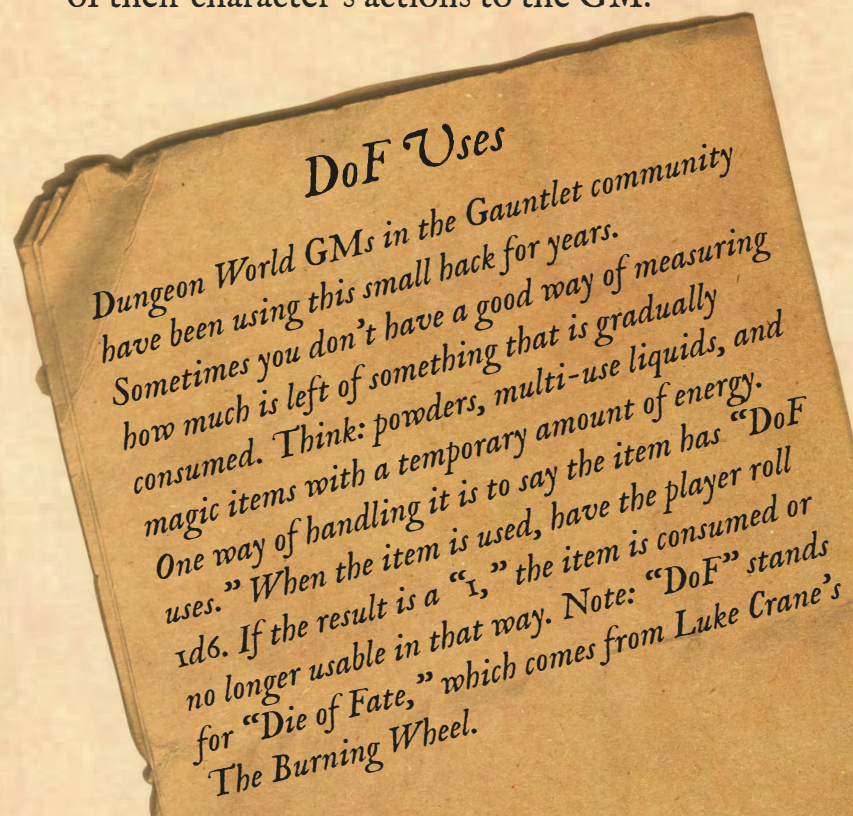 of their character's actions to the GM.
DoF Uses
Dungeon World GMs in the Gauntlet community
have been using this small hack for years.
Sometimes you don't have a good way of measuring
how much is left of something that is gradually
consumed. Think: powders, multi-use liquids, and
magic items with a temporary amount of energy.
One way of handling it is to say the item has “DoF
uses.” When the item is used, have the player roll
1d6. If the result is a “1,” the item is consumed or
no longer usable in that way. Note: “DoF” stands
for “Die of Fate,” which comes from Luke Crane’s
The Burning Wheel.